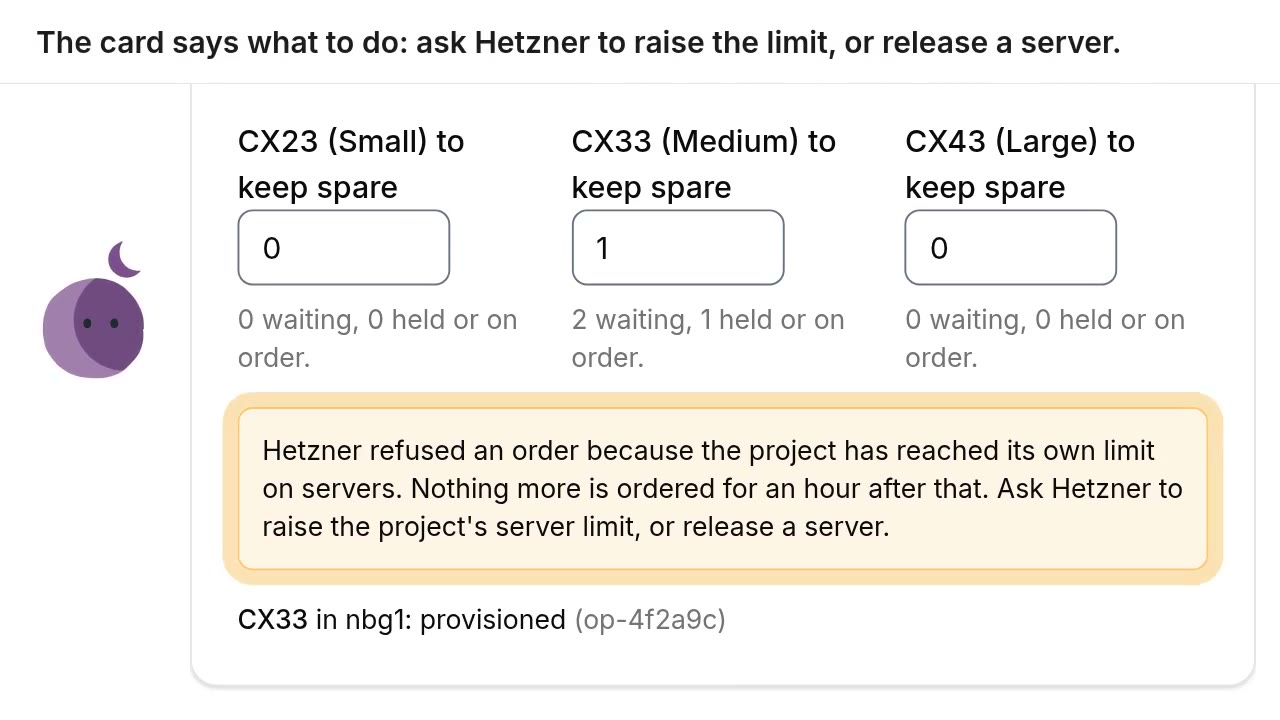 The card says what to do: ask Hetzner to raise the limit, or release a server.
CX23 (Small) to
keep spare
0
0 waiting, 0 held or on
order.
CX33 (Medium) to
keep spare
1
2 waiting, 1 held or on
order.
CX43 (Large) to
keep spare
0
0 waiting, 0 held or on
order.
Hetzner refused an order because the project has reached its own limit
on servers. Nothing more is ordered for an hour after that. Ask Hetzner to
raise the project's server limit, or release a server.
CX33 in nbg1: provisioned (op-4f2a9c)